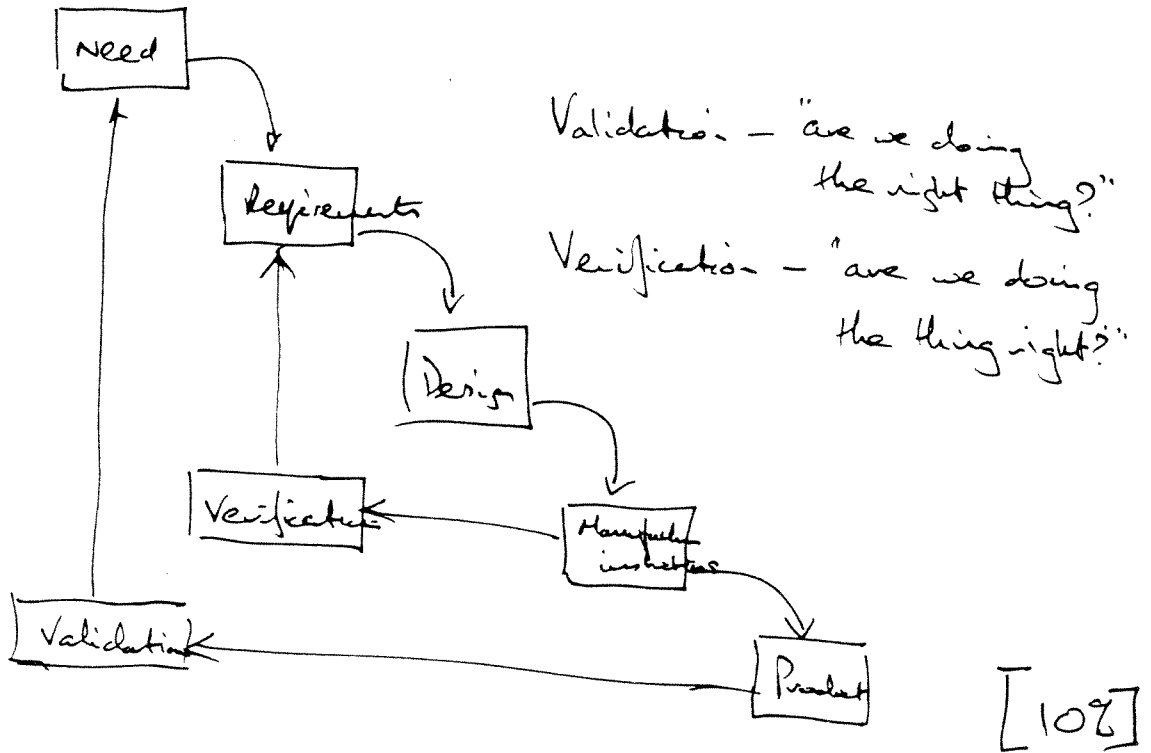 Need
Validation – "are we doing
the right thing?"
Requirements
Verification – "are we doing
the thing right?"
Design
Verification
Manufacture
instructions
Validation
Product
[10%]